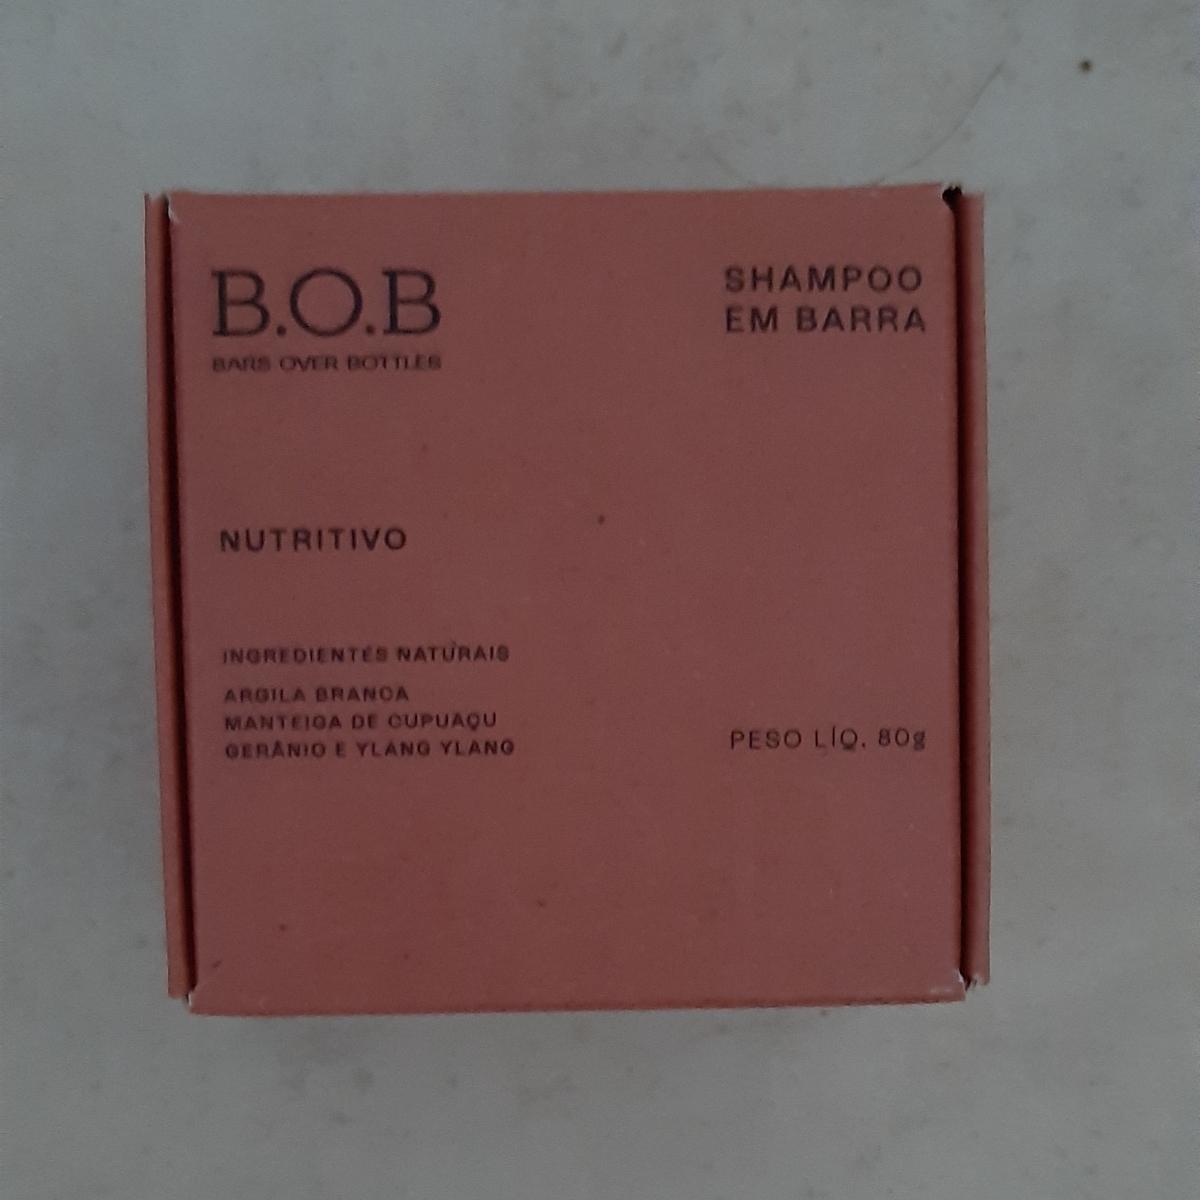 B.O.B
BARS OVER BOTTLES
SHAMPOO
EM BARRA
NUTRITIVO
INGREDIENTES NATURAIS
ARGILA BRANCA
MANTEIGA DE CUPUAÇU
GERÂNIO E YLANG YLANG
PESO LÍQ. 80g